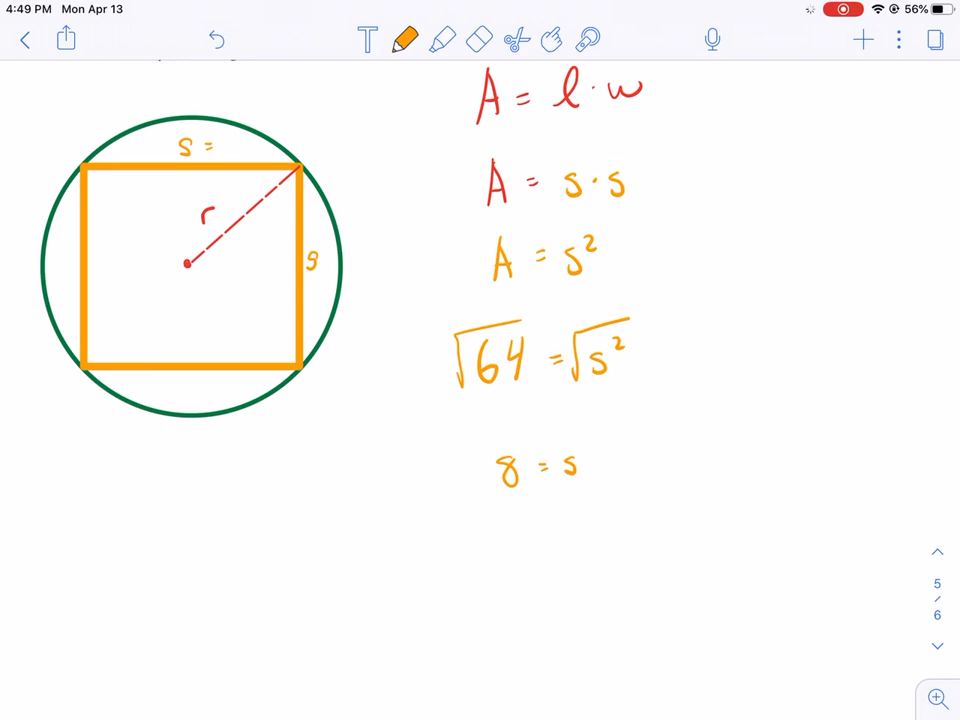 4:49 PM Mon Apr 13
56%
T
A = l · w
s =
A = s · s
r
A = s²
√64 = √s²
8 = s
5
/
6